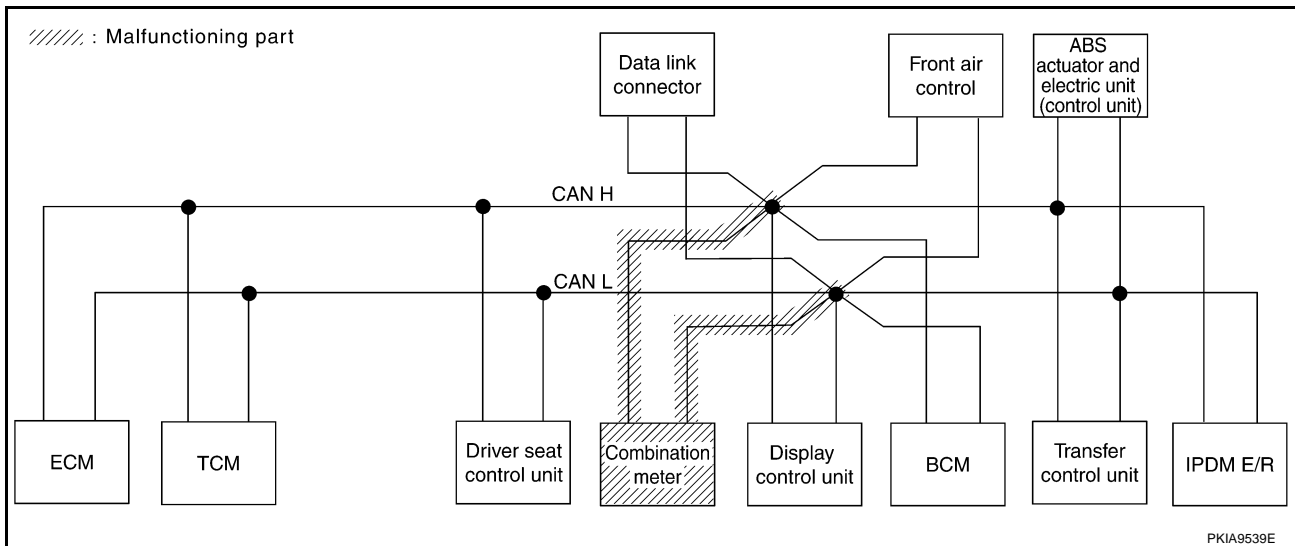 : Malfunctioning part
Data link
connector
Front air
control
ABS
actuator and
electric unit
(control unit)
CAN H
CAN L
ECM
TCM
Driver seat
control unit
Combination
meter
Display
control unit
BCM
Transfer
control unit
IPDM E/R
PKIA9539E